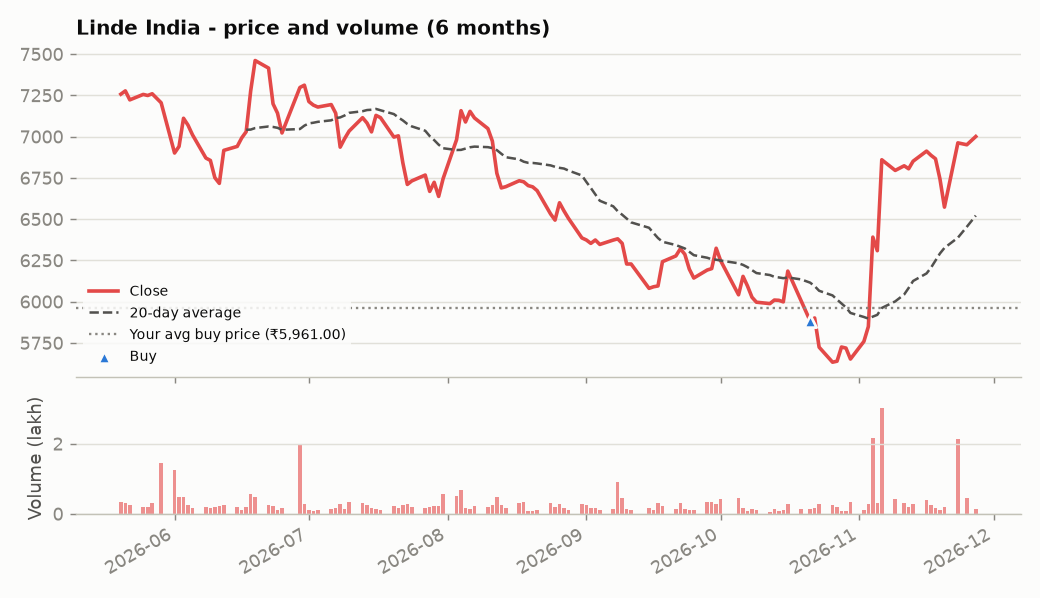 Linde India - price and volume (6 months)
7500
7250
7000
6750
6500
6250
6000
5750
Close
20-day average
Your avg buy price (₹5,961.00)
Buy
Volume (lakh)
2
0
2026-06
2026-07
2026-08
2026-09
2026-10
2026-11
2026-12